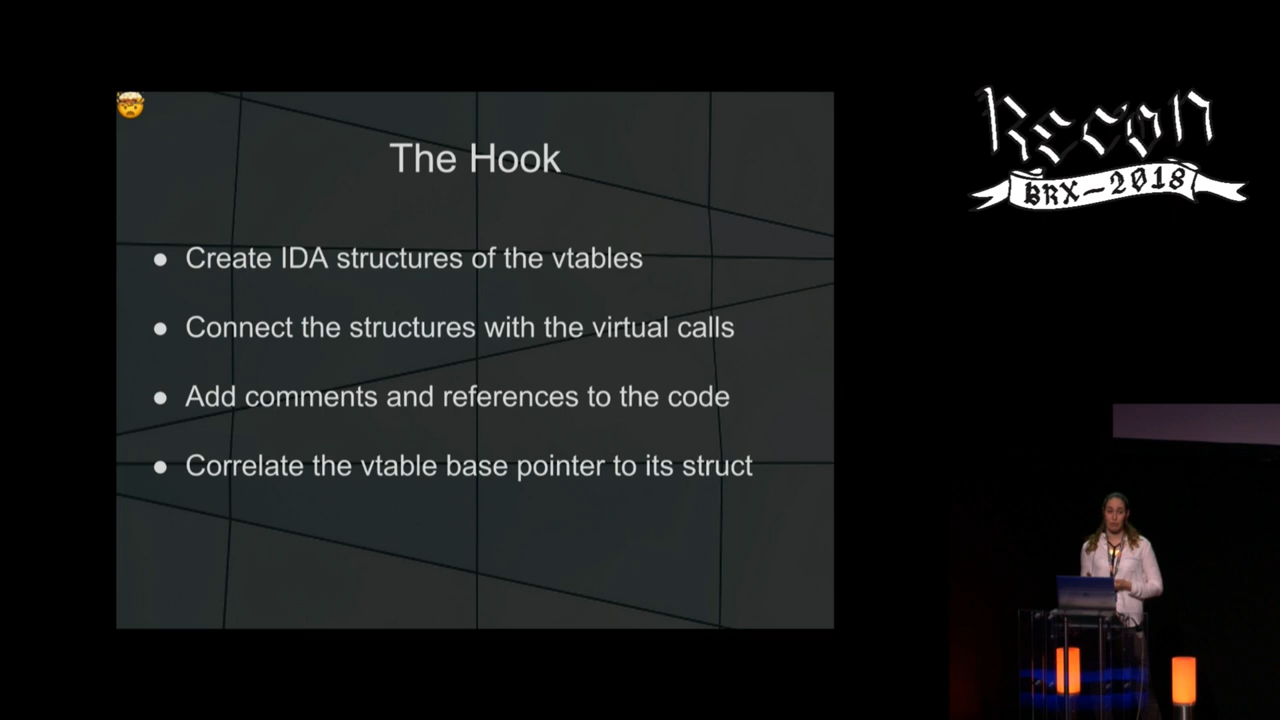 The Hook
● Create IDA structures of the vtables
● Connect the structures with the virtual calls
● Add comments and references to the code
● Correlate the vtable base pointer to its struct
Recon
BRX-2018